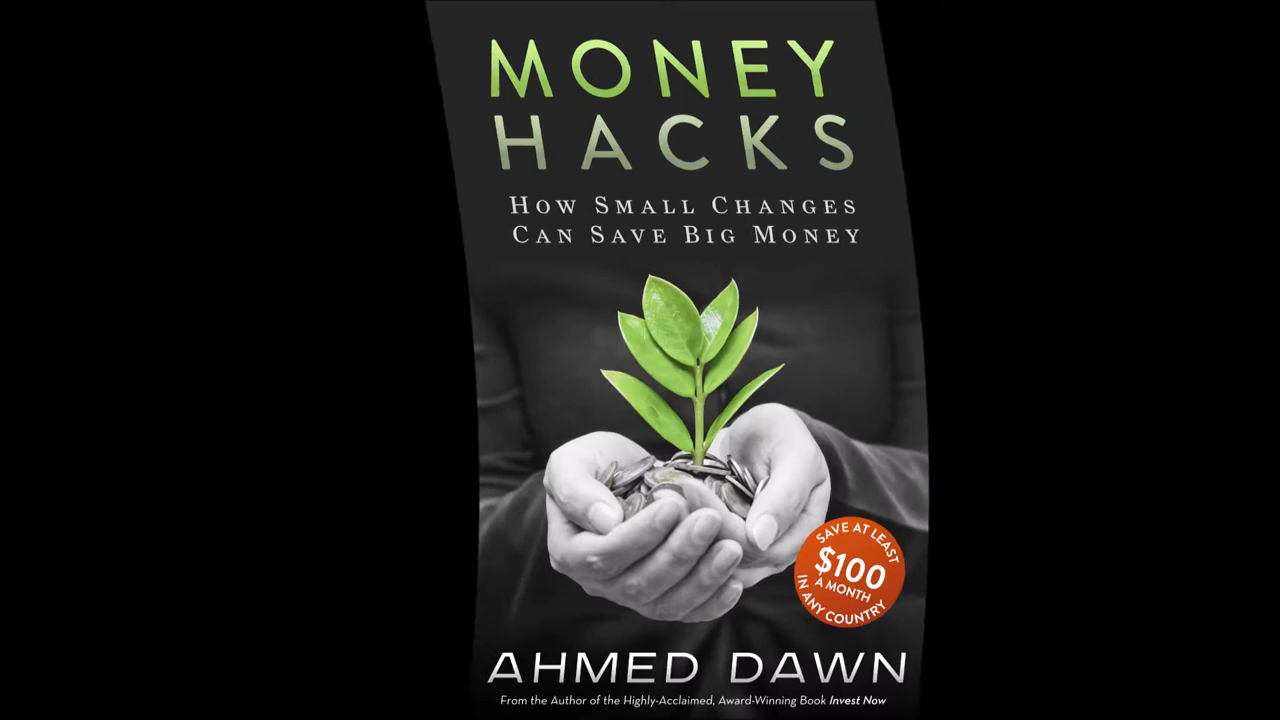 MONEY
HACKS
HOW SMALL CHANGES
CAN SAVE BIG MONEY
SAVE AT LEAST
$100
A MONTH
IN ANY COUNTRY
AHMED DAWN
From the Author of the Highly-Acclaimed, Award-Winning Book Invest Now